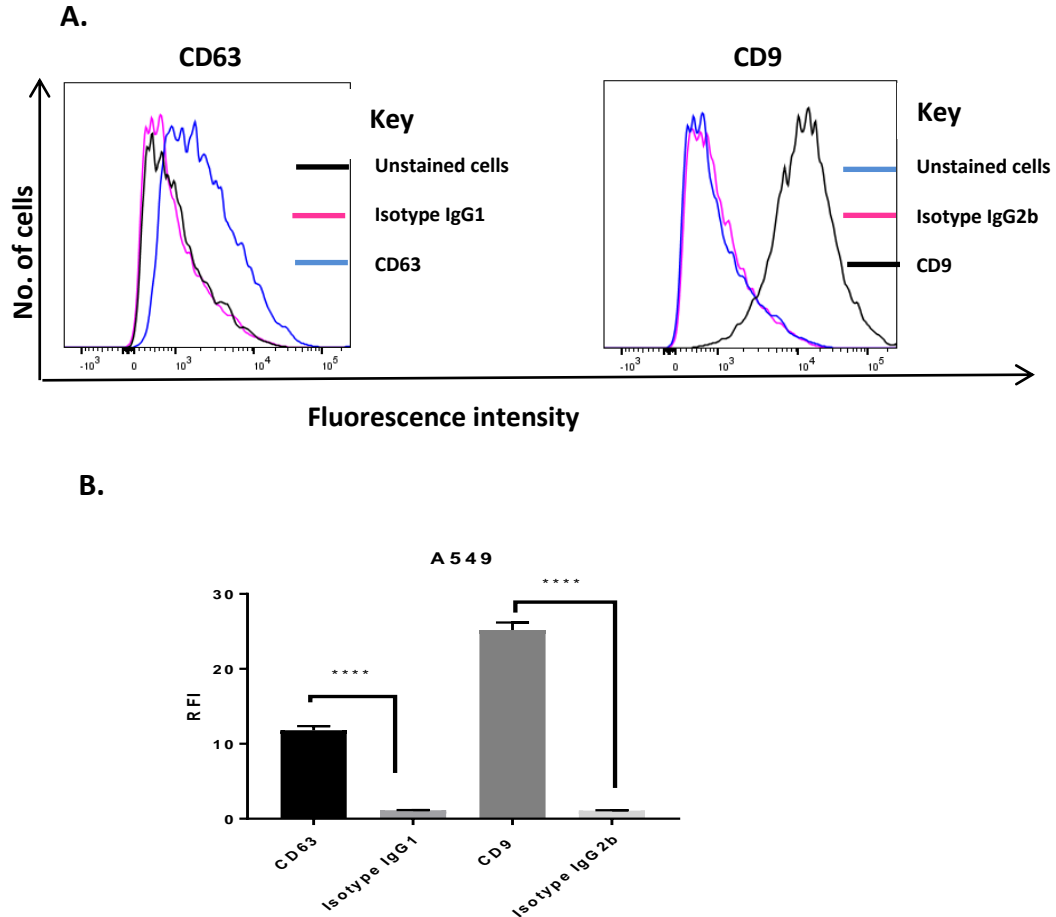 A.
CD63
CD9
No. of cells
Key
Unstained cells
Isotype IgG1
CD63
Key
Unstained cells
Isotype IgG2b
CD9
-10³ 0 10³ 10⁴ 10⁵
-10³ 0 10³ 10⁴ 10⁵
Fluorescence intensity
B.
A549
****
****
RFI
30
20
10
0
CD63
Isotype IgG1
CD9
Isotype IgG2b